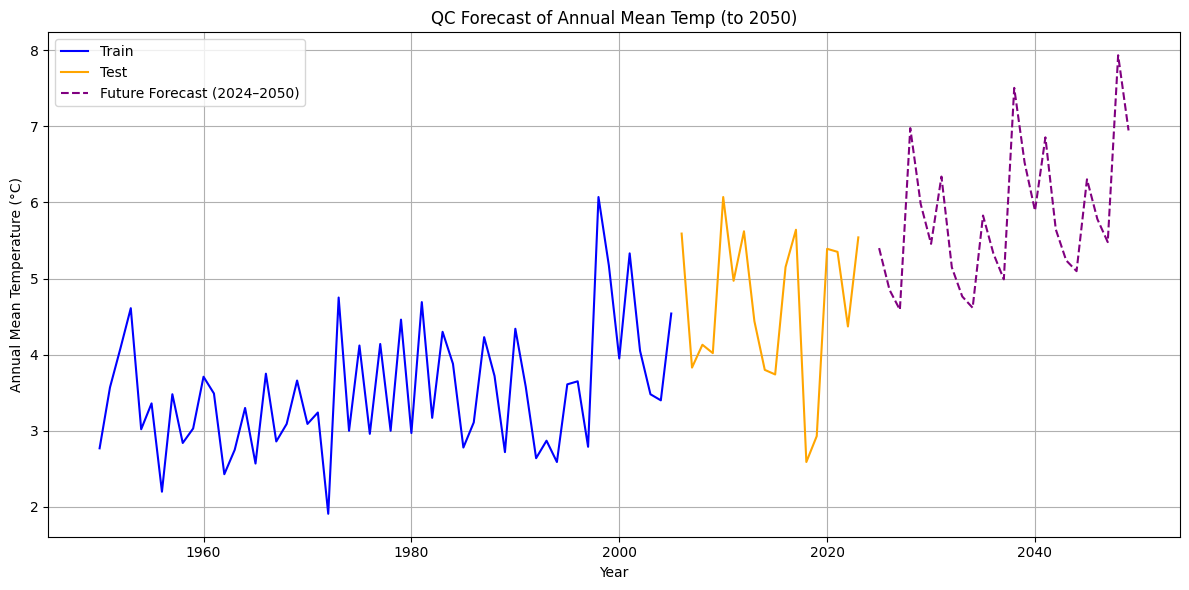 QC Forecast of Annual Mean Temp (to 2050)
Train
Test
Future Forecast (2024–2050)
Annual Mean Temperature (°C)
8
7
6
5
4
3
2
1960
1980
2000
2020
2040
Year